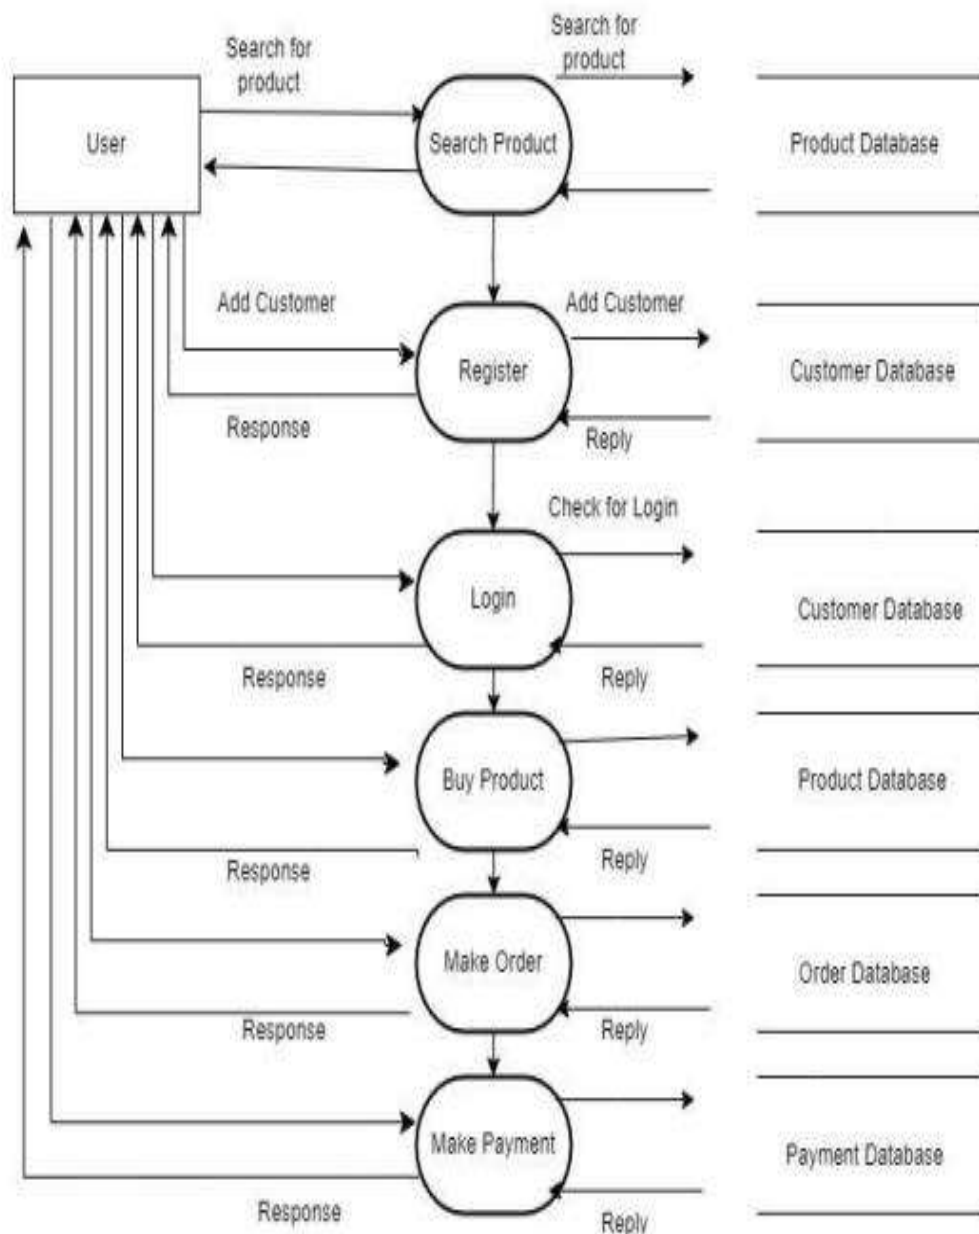 Search for
product
Search for
product
User
Search Product
Product Database
Add Customer
Add Customer
Register
Customer Database
Response
Reply
Check for Login
Login
Customer Database
Response
Reply
Buy Product
Product Database
Response
Reply
Make Order
Order Database
Response
Reply
Make Payment
Payment Database
Response
Reply